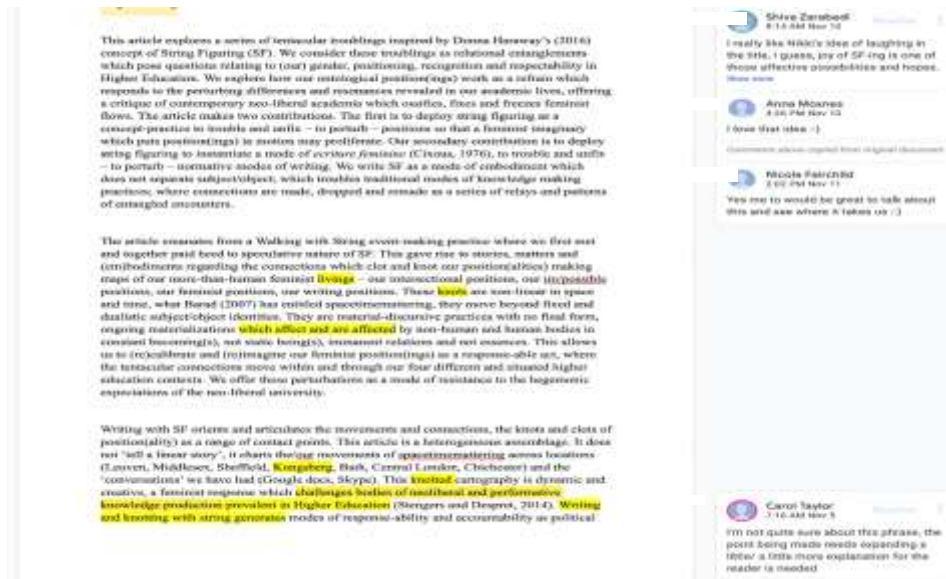 This article explores a series of tentacular troublings inspired by Donna Haraway's (2016)
concept of String Figuring (SF). We consider these troublings as relational entanglements
which pose questions relating to (our) gender, positioning, recognition and respectability in
Higher Education. We explore how our ontological position(ings) work as a refrain which
responds to the perturbing differences and resonances revealed in our academic lives, offering
a critique of contemporary neo-liberal academia which ossifies, fixes and freezes feminist
flows. The article makes two contributions. The first is to deploy string figuring as a
concept-practice to trouble and unfix – to perturb – positions so that a feminist imaginary
which puts position(ings) in motion may proliferate. Our secondary contribution is to deploy
string figuring to instantiate a mode of ecriture feminine (Cixous, 1976), to trouble and unfix
– to perturb – normative modes of writing. We write SF as a mode of embodiment which
does not separate subject/object, which troubles traditional modes of knowledge making
practices; where connections are made, dropped and remade as a series of relays and patterns
of entangled encounters.
The article emanates from a Walking with String event-making practice where we first met
and together paid heed to speculative nature of SF. This gave rise to stories, matters and
(em)bodiments regarding the connections which clot and knot our position(alities) making
maps of our more-than-human feminist livings – our intersectional positions, our im/possible
positions, our feminist positions, our writing positions. These knots are non-linear in space
and time, what Barad (2007) has entitled spacetimemattering, they move beyond fixed and
dualistic subject/object identities. They are material-discursive practices with no final form,
ongoing materializations which affect and are affected by non-human and human bodies in
constant becoming(s), not static being(s), immanent relations and not essences. This allows
us to (re)calibrate and (re)imagine our feminist position(ings) as a response-able act, where
the tentacular connections move within and through our four different and situated higher
education contexts. We offer these perturbations as a mode of resistance to the hegemonic
expectations of the neo-liberal university.
Writing with SF orients and articulates the movements and connections, the knots and clots of
position(ality) as a range of contact points. This article is a heterogeneous assemblage. It does
not 'tell a linear story', it charts the/our movements of spacetimemattering across locations
(Leuven, Middlesex, Sheffield, Kongsberg, Bath, Central London, Chichester) and the
'conversations' we have had (Google docs, Skype). This knotted cartography is dynamic and
creative, a feminist response which challenges bodies of neoliberal and performative
knowledge production prevalent in Higher Education (Stengers and Despret, 2014). Writing
and knotting with string generates modes of response-ability and accountability as political
Shiva Zarabadi
8:14 AM Nov 10
I really like Nikki's idea of laughing in
the title, I guess, joy of SF-ing is one of
those affective possibilities and hopes.
Show more
Anna Moxnes
4:06 PM Nov 10
I love that idea :-)
Comments above copied from original document
Nicole Fairchild
2:02 PM Nov 11
Yes me to would be great to talk about
this and see where it takes us :-)
Carol Taylor
7:16 AM Nov 5
I'm not quite sure about this phrase, the
point being made needs expanding a
little/ a little more explanation for the
reader is needed